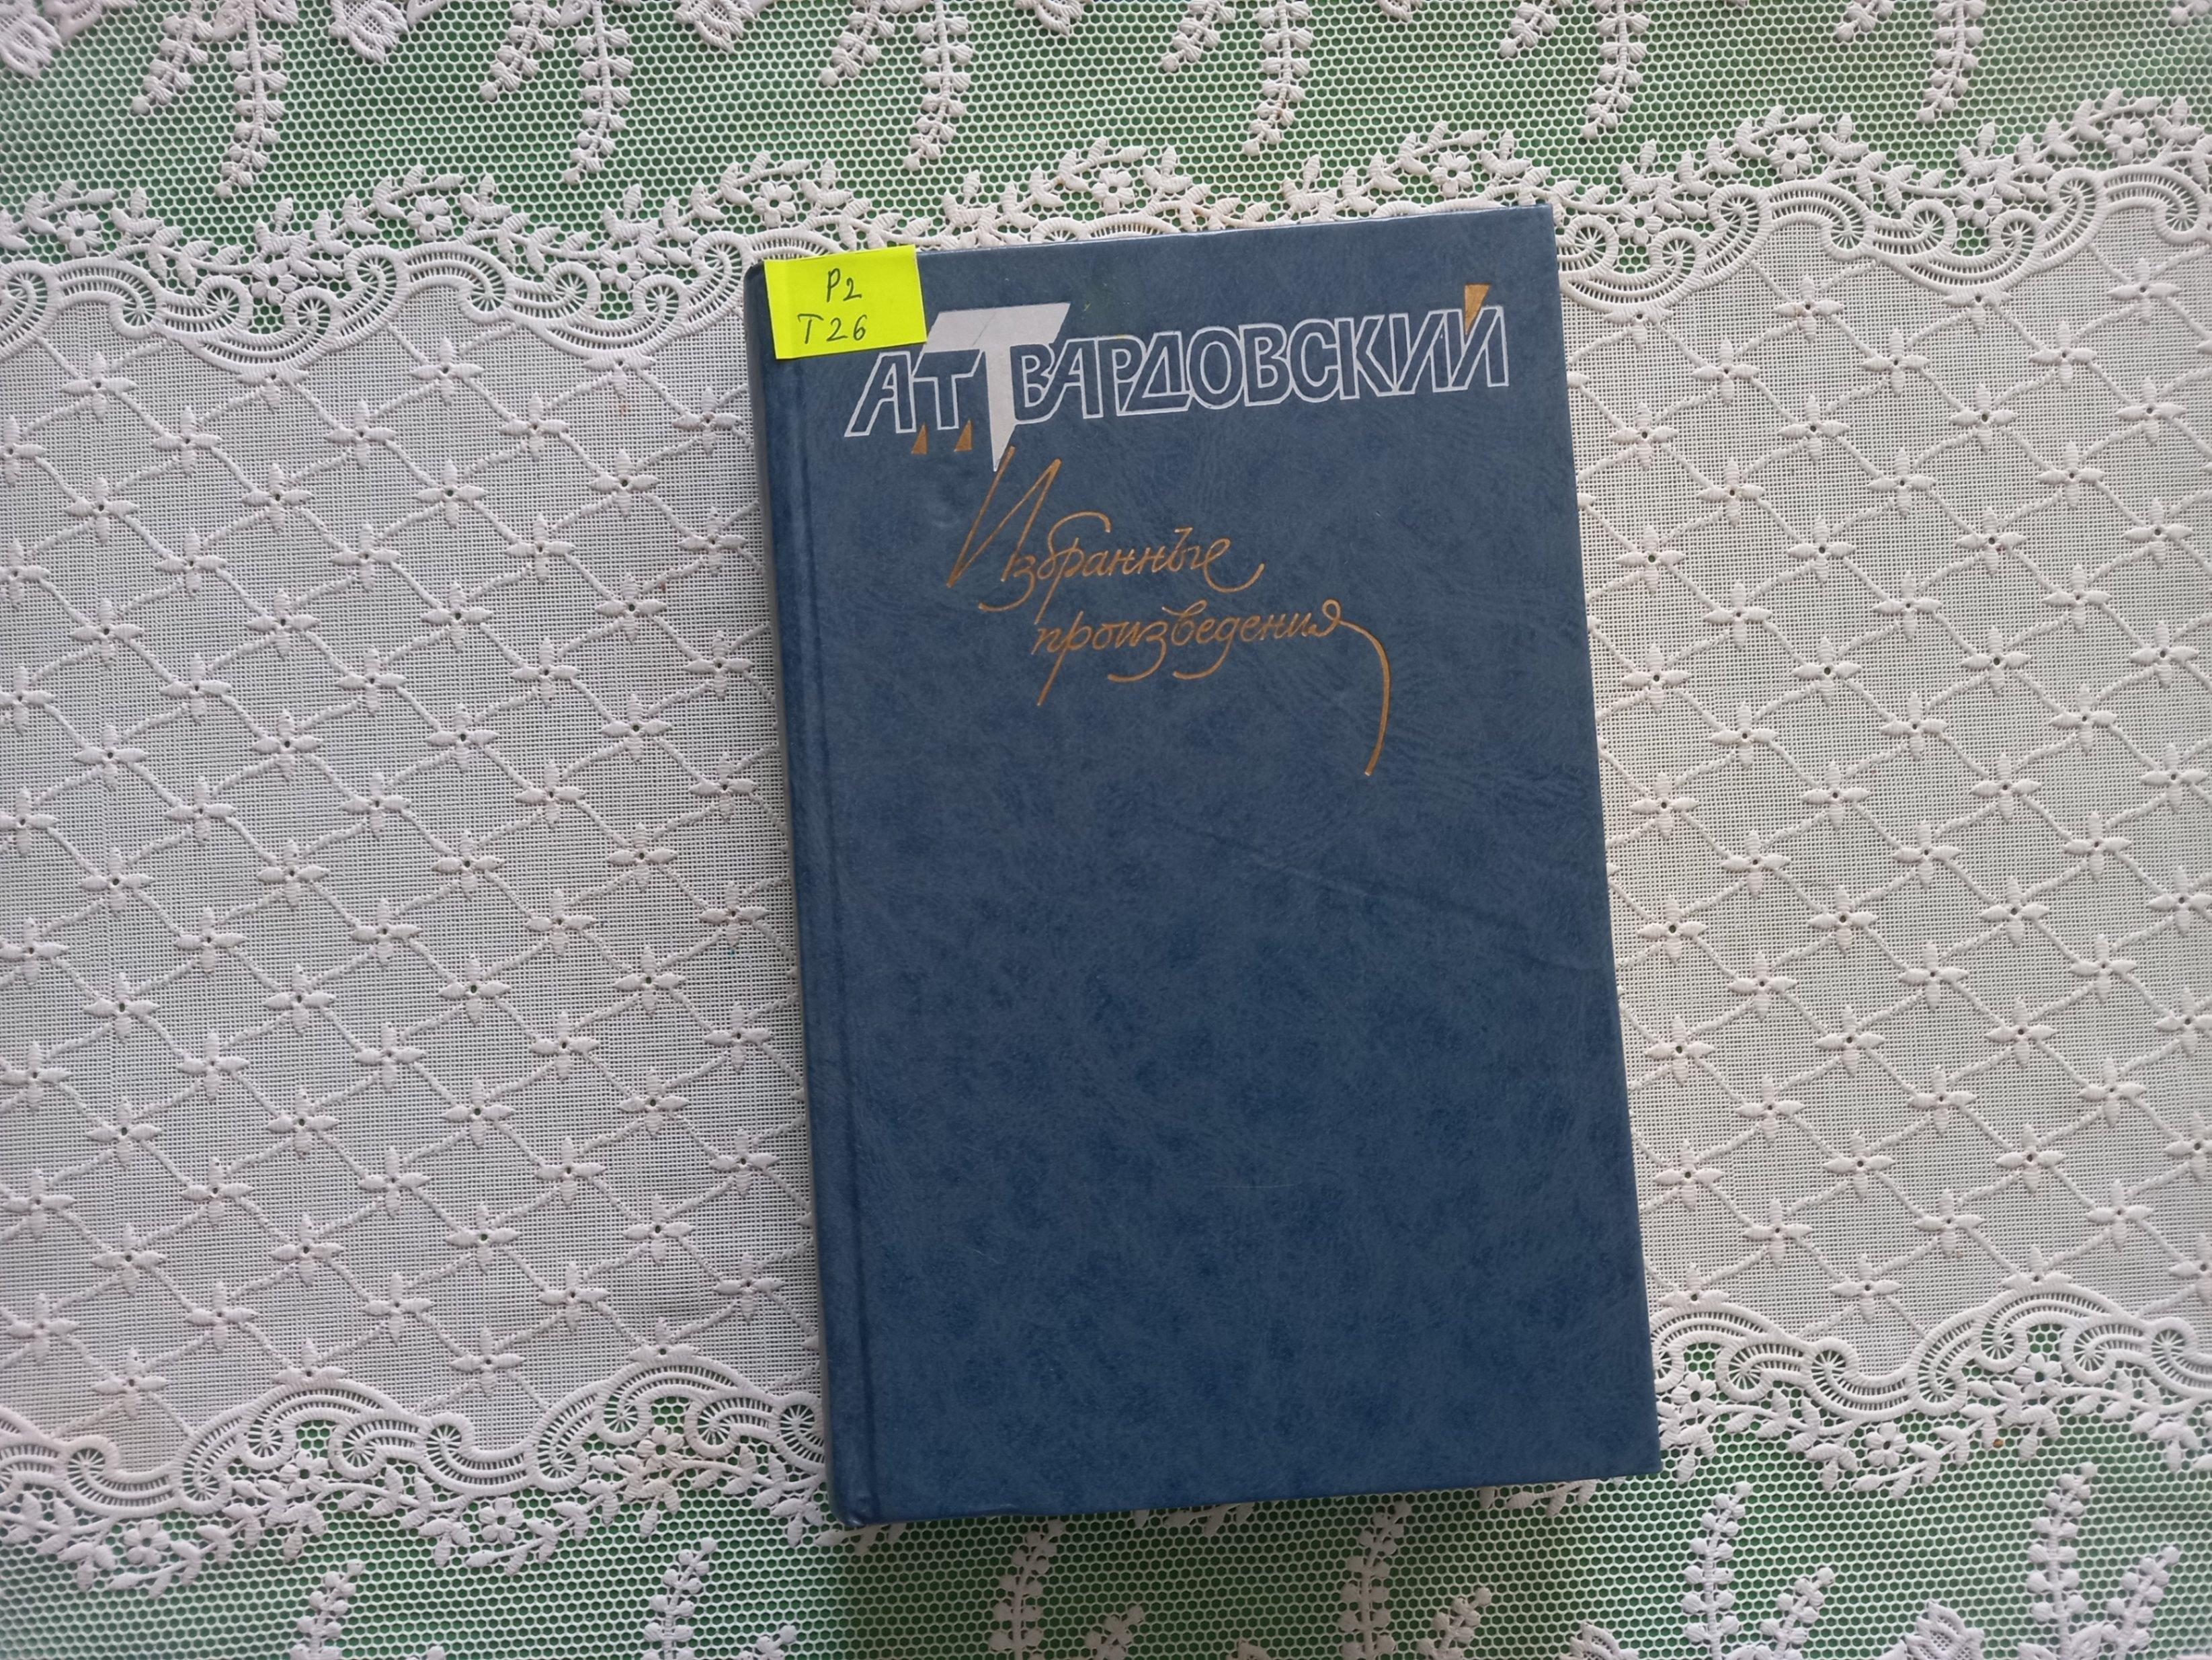 Р2
Т26
А.Т.ТВАРДОВСКИЙ
Избранные
произведения